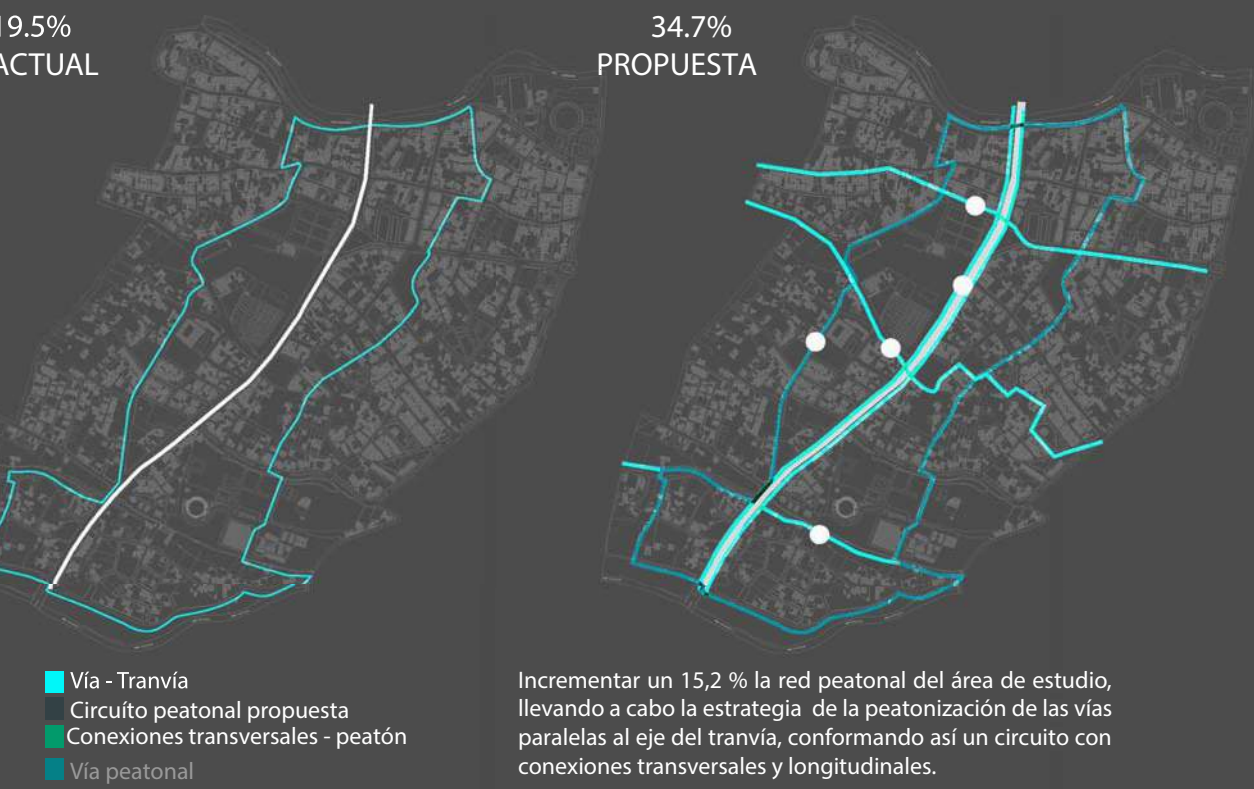 19.5%
ACTUAL
34.7%
PROPUESTA
Vía - Tranvía
Circuíto peatonal propuesta
Conexiones transversales - peatón
Vía peatonal
Incrementar un 15,2 % la red peatonal del área de estudio,
llevando a cabo la estrategia de la peatonización de las vías
paralelas al eje del tranvía, conformando así un circuito con
conexiones transversales y longitudinales.